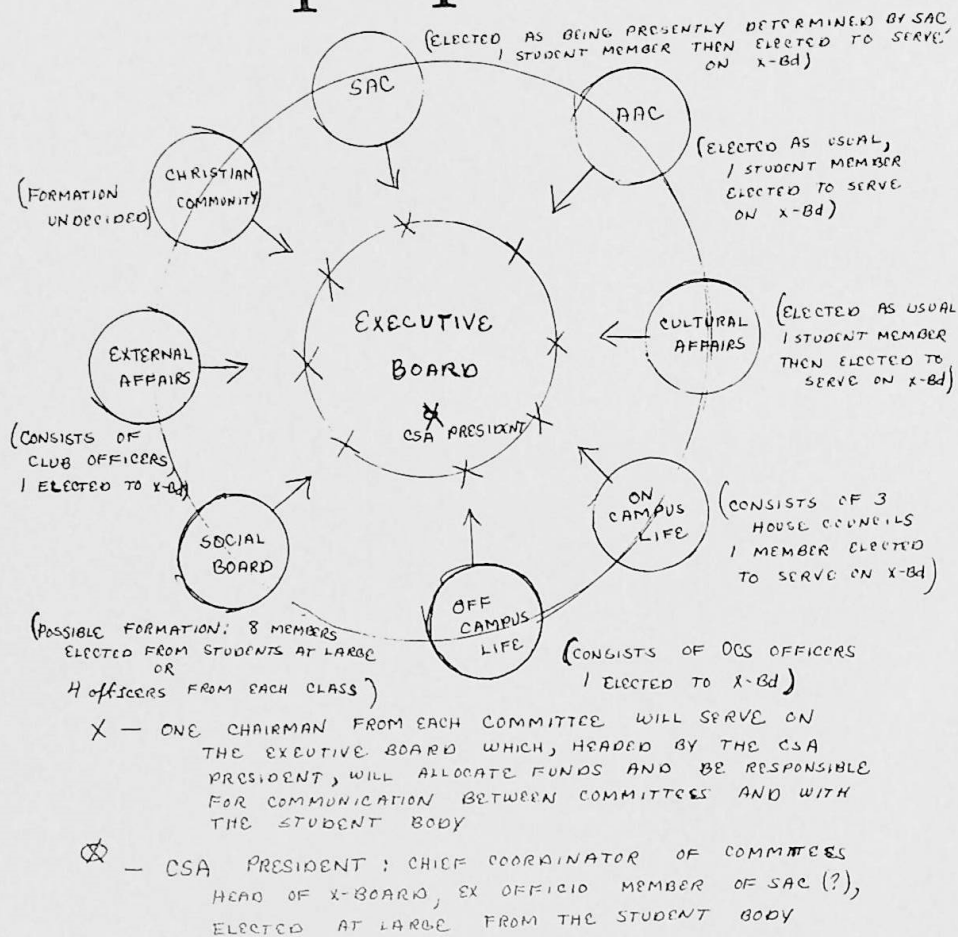 (ELECTED AS BEING PRESENTLY DETERMINED BY SAC,
1 STUDENT MEMBER THEN ELECTED TO SERVE
ON X-Bd)
SAC
AAC
(ELECTED AS USUAL,
1 STUDENT MEMBER
ELECTED TO SERVE
ON X-Bd)
CHRISTIAN
COMMUNITY
(FORMATION
UNDECIDED)
EXECUTIVE
BOARD
CSA PRESIDENT
CULTURAL
AFFAIRS
(ELECTED AS USUAL
1 STUDENT MEMBER
THEN ELECTED TO
SERVE ON X-Bd)
EXTERNAL
AFFAIRS
(CONSISTS OF
CLUB OFFICERS,
1 ELECTED TO X-Bd)
ON
CAMPUS
LIFE
(CONSISTS OF 3
HOUSE COUNCILS
1 MEMBER ELECTED
TO SERVE ON X-Bd)
SOCIAL
BOARD
(POSSIBLE FORMATION: 8 MEMBERS
ELECTED FROM STUDENTS AT LARGE
OR
4 OFFICERS FROM EACH CLASS)
OFF
CAMPUS
LIFE
(CONSISTS OF OCS OFFICERS
1 ELECTED TO X-Bd)
X — ONE CHAIRMAN FROM EACH COMMITTEE WILL SERVE ON
THE EXEUTIVE BOARD WHICH, HEADED BY THE CSA
PRESIDENT, WILL ALLOCATE FUNDS AND BE RESPONSIBLE
FOR COMMUNICATION BETWEEN COMMITTEES AND WITH
THE STUDENT BODY
Ⓧ — CSA PRESIDENT: CHIEF COORDINATOR OF COMMITTEES
HEAD OF X-BOARD, EX OFFICIO MEMBER OF SAC (?),
ELECTED AT LARGE FROM THE STUDENT BODY